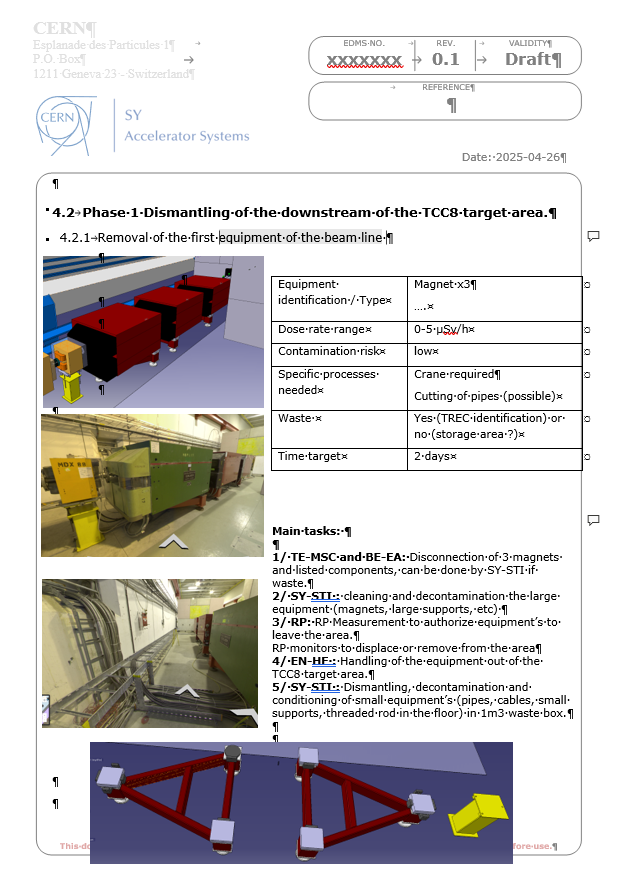 CERN¶
Esplanade des Particules 1¶
P.O. Box¶
1211 Geneva 23 - Switzerland¶
EDMS NO.
REV.
VALIDITY¶
xxxxxxx
0.1
Draft¶
REFERENCE¶
¶
CERN
SY
Accelerator Systems
Date: 2025-04-26¶
¶
4.2→Phase 1 Dismantling of the downstream of the TCC8 target area.¶
4.2.1→Removal of the first equipment of the beam line ¶
Equipment
identification / Type¤
Magnet x3¶
….¤
Dose rate range¤
0-5 µSv/h¤
Contamination risk¤
low¤
Specific processes
needed¤
Crane required¶
Cutting of pipes (possible)¤
Waste ¤
Yes (TREC identification) or
no (storage area ?)¤
Time target¤
2 days¤
MDX
Main tasks: ¶
¶
1/ TE-MSC and BE-EA: Disconnection of 3 magnets
and listed components, can be done by SY-STI if
waste.¶
2/ SY-STI : cleaning and decontamination the large
equipment (magnets, large supports, etc) ¶
3/ RP: RP Measurement to authorize equipment's to
leave the area.¶
RP monitors to displace or remove from the area¶
4/ EN-HE : Handling of the equipment out of the
TCC8 target area.¶
5/ SY-STI : Dismantling, decontamination and
conditioning of small equipment's (pipes, cables, small
supports, threaded rod in the floor) in 1m3 waste box.¶
¶
¶
¶
¶
use.¶